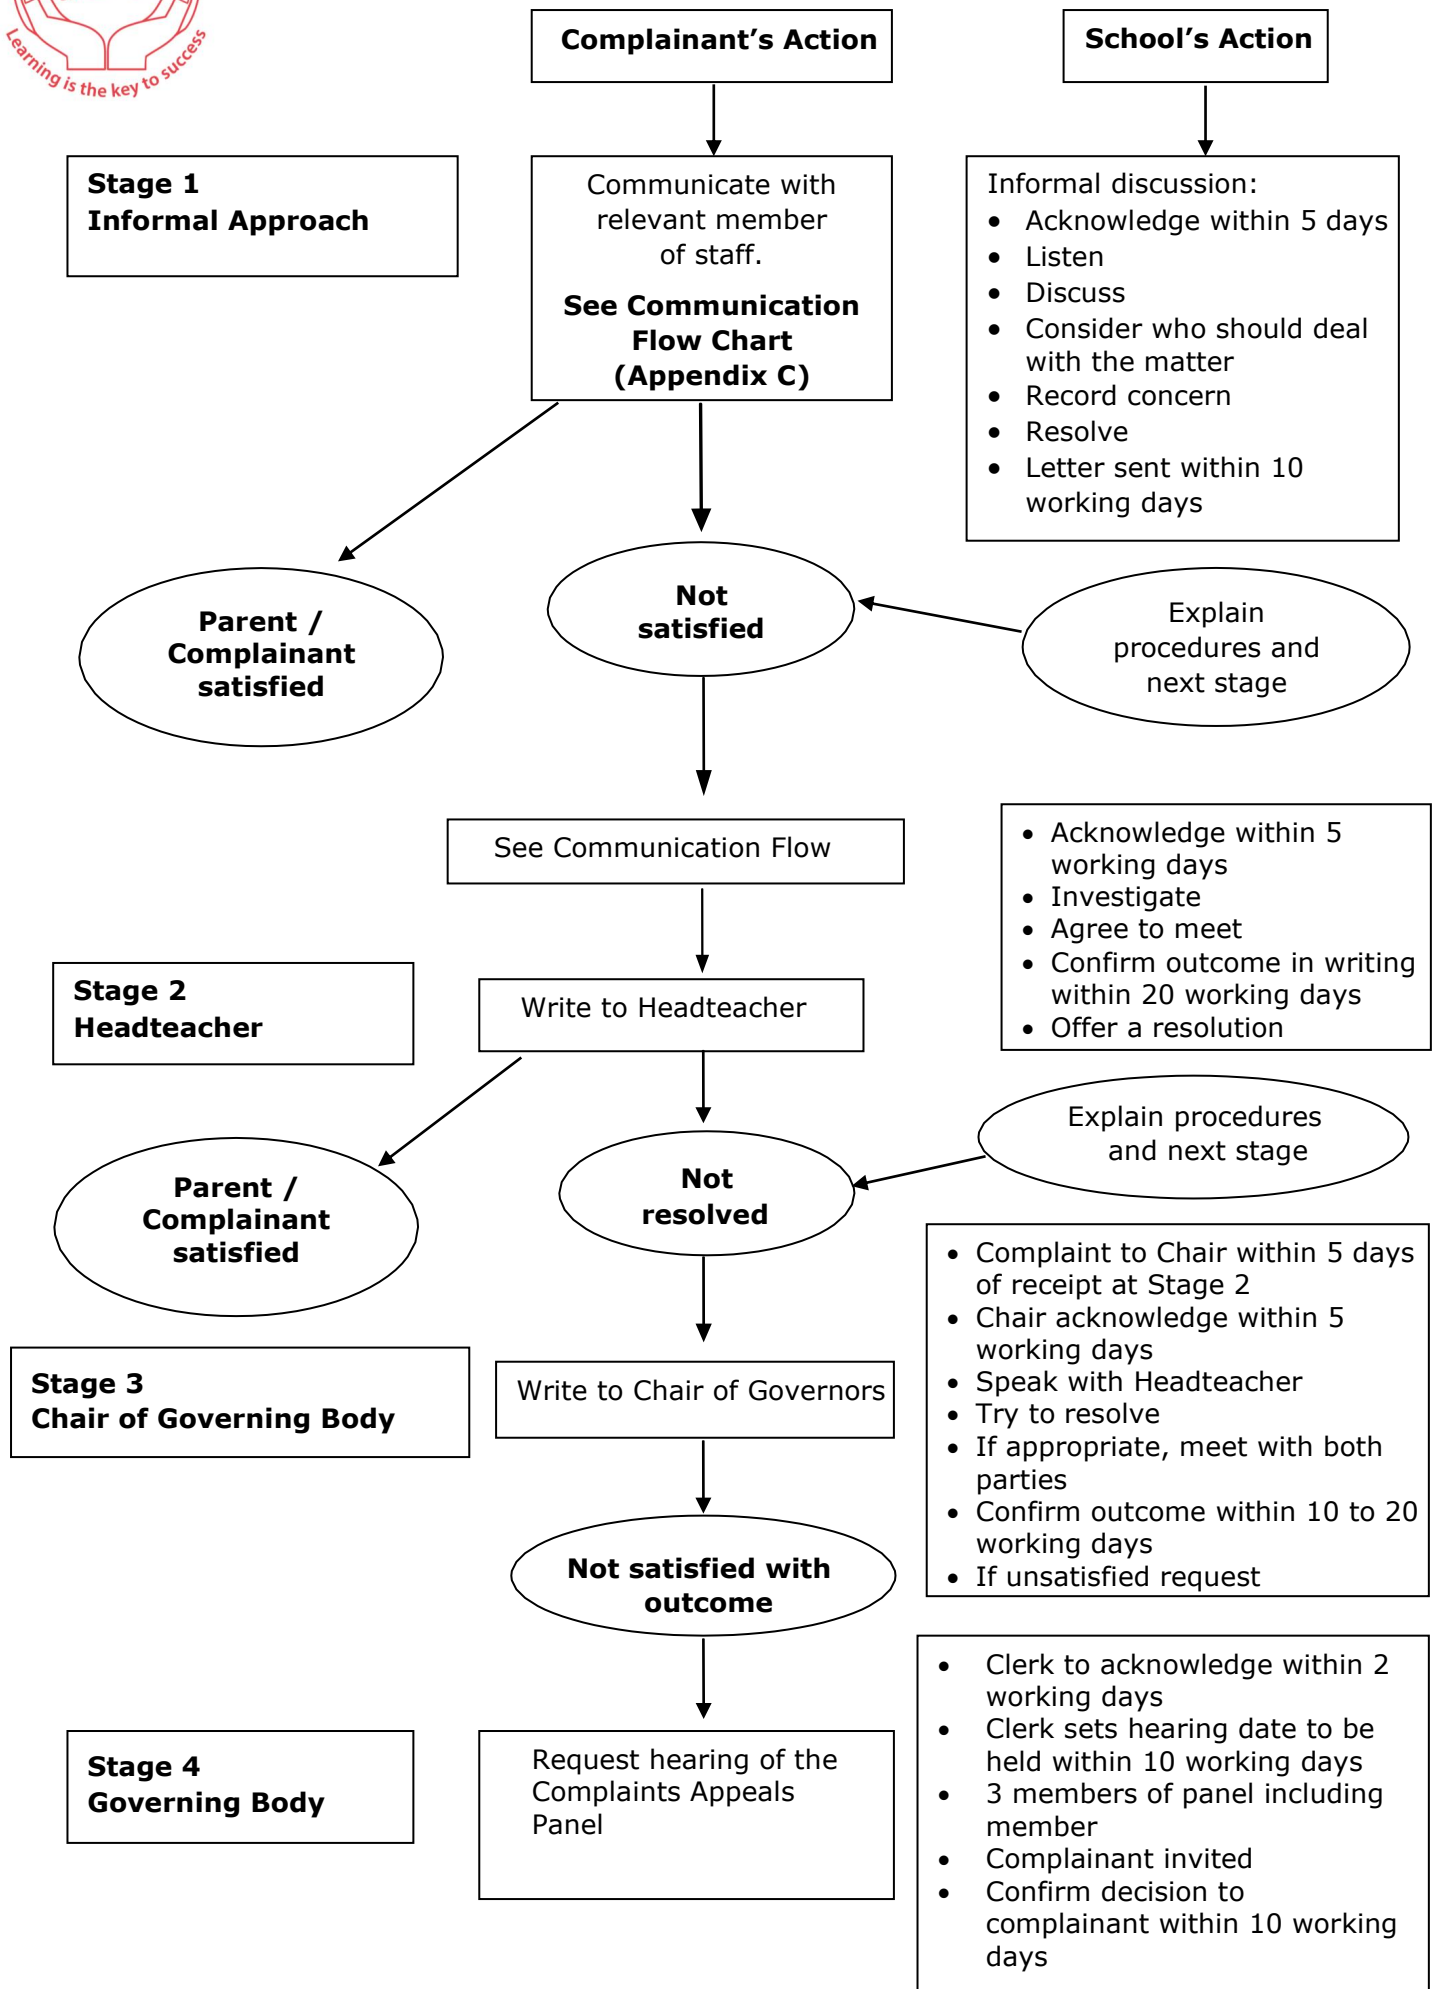 Learning is the key to success
Complainant's Action
School's Action
Stage 1
Informal Approach
Communicate with
relevant member
of staff.
See Communication
Flow Chart
(Appendix C)
Informal discussion:
• Acknowledge within 5 days
• Listen
• Discuss
• Consider who should deal
with the matter
• Record concern
• Resolve
• Letter sent within 10
working days
Parent /
Complainant
satisfied
Not
satisfied
Explain
procedures and
next stage
See Communication Flow
• Acknowledge within 5
working days
• Investigate
• Agree to meet
• Confirm outcome in writing
within 20 working days
• Offer a resolution
Stage 2
Headteacher
Write to Headteacher
Explain procedures
and next stage
Parent /
Complainant
satisfied
Not
resolved
• Complaint to Chair within 5 days
of receipt at Stage 2
• Chair acknowledge within 5
working days
• Speak with Headteacher
• Try to resolve
• If appropriate, meet with both
parties
• Confirm outcome within 10 to 20
working days
• If unsatisfied request
Stage 3
Chair of Governing Body
Write to Chair of Governors
Not satisfied with
outcome
Stage 4
Governing Body
Request hearing of the
Complaints Appeals
Panel
• Clerk to acknowledge within 2
working days
• Clerk sets hearing date to be
held within 10 working days
• 3 members of panel including
member
• Complainant invited
• Confirm decision to
complainant within 10 working
days